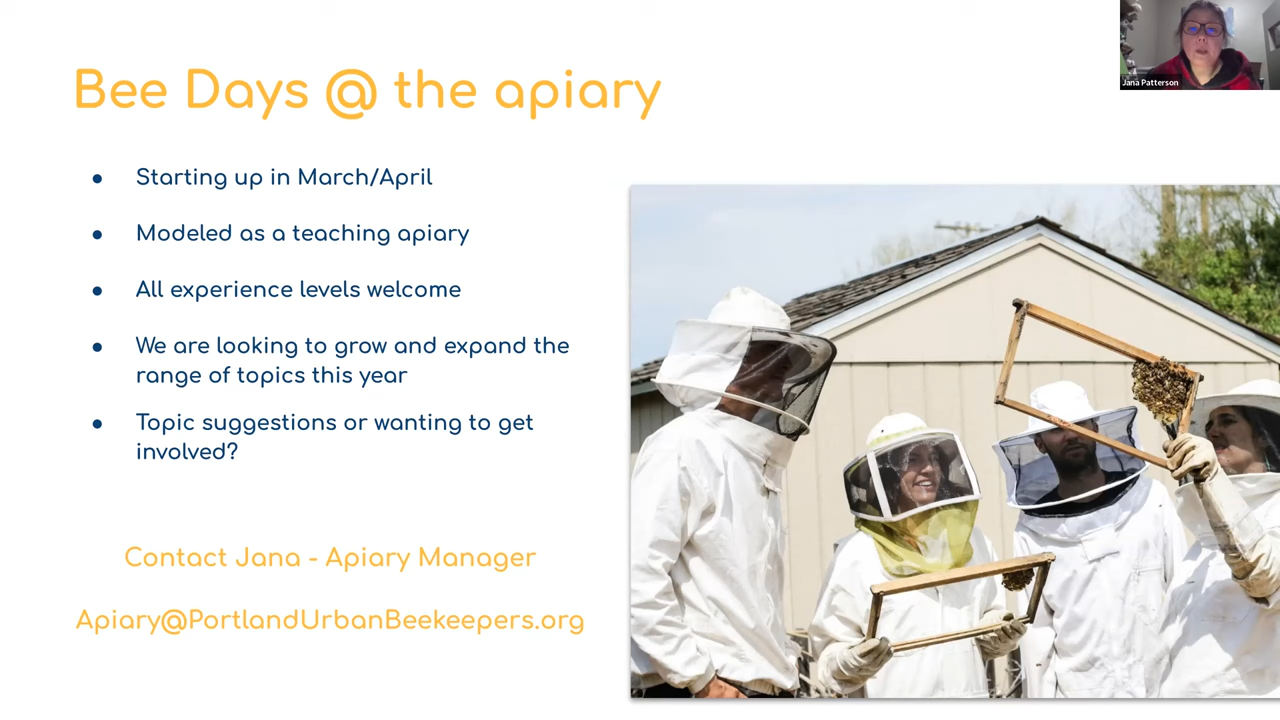 Bee Days @ the apiary
Jana Patterson
● Starting up in March/April
● Modeled as a teaching apiary
● All experience levels welcome
● We are looking to grow and expand the
range of topics this year
● Topic suggestions or wanting to get
involved?
Contact Jana - Apiary Manager
Apiary@PortlandUrbanBeekeepers.org